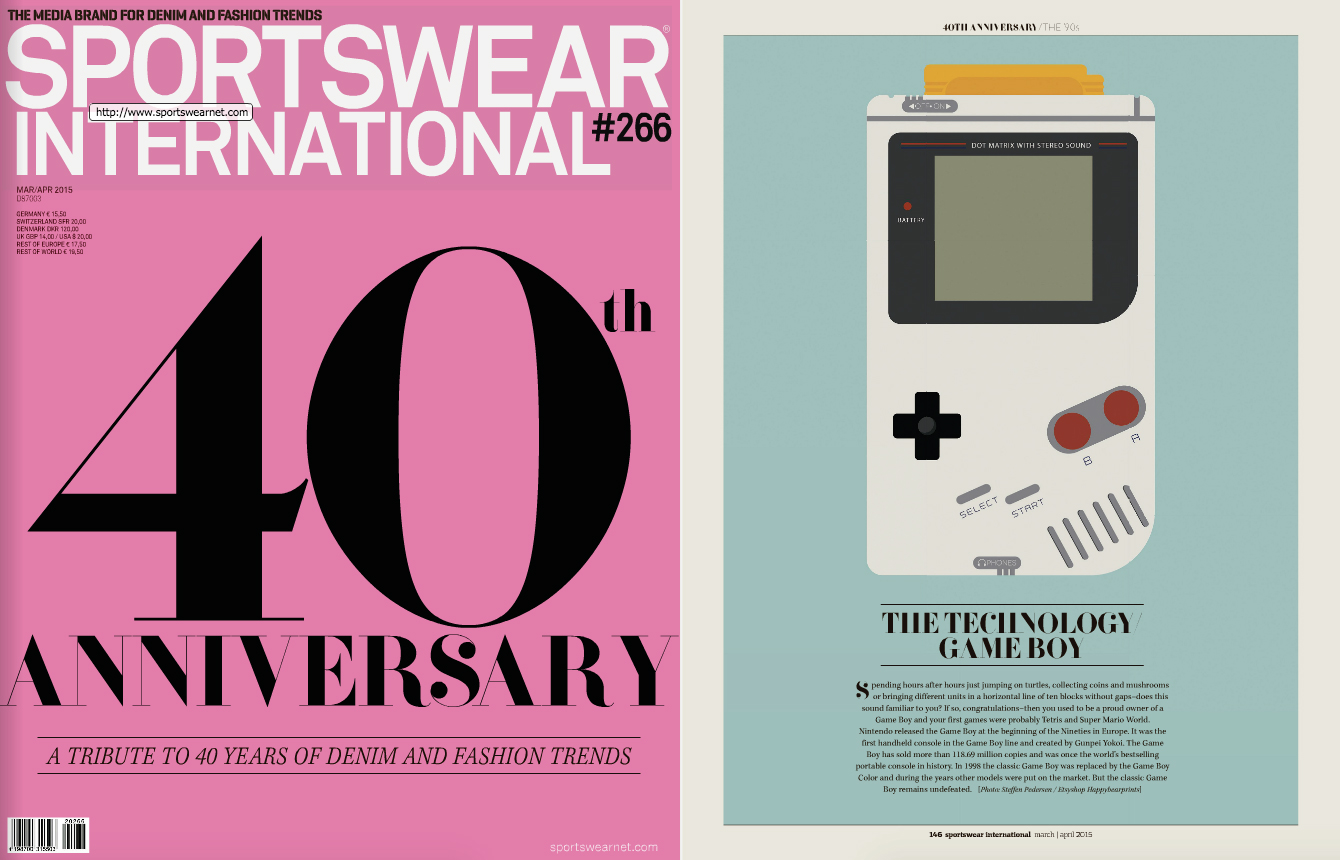 THE MEDIA BRAND FOR DENIM AND FASHION TRENDS
SPORTSWEAR®
http://www.sportswearnet.com
INTERNATIONAL
#266
MAR/APR 2015
D87003
GERMANY € 15,50
SWITZERLAND SFR 20,00
DENMARK DKR 120,00
UK GBP 14,00 / USA $ 20,00
REST OF EUROPE € 17,50
REST OF WORLD € 19,50
40th
ANNIVERSARY
A TRIBUTE TO 40 YEARS OF DENIM AND FASHION TRENDS
20266
sportswearnet.com
40TH ANNIVERSARY/THE '90s
◀OFF•ON▶
DOT MATRIX WITH STEREO SOUND
BATTERY
B
A
SELECT
START
PHONES
THE TECHNOLOGY/
GAME BOY
Spending hours after hours just jumping on turtles, collecting coins and mushrooms
or bringing different units in a horizontal line of ten blocks without gaps–does this
sound familiar to you? If so, congratulations–then you used to be a proud owner of a
Game Boy and your first games were probably Tetris and Super Mario World.
Nintendo released the Game Boy at the beginning of the Nineties in Europe. It was the
first handheld console in the Game Boy line and created by Gunpei Yokoi. The Game
Boy has sold more than 118.69 million copies and was once the world's bestselling
portable console in history. In 1998 the classic Game Boy was replaced by the Game Boy
Color and during the years other models were put on the market. But the classic Game
Boy remains undefeated. [Photo: Steffen Pedersen / Etsyshop Happybearprints]
146 sportswear international march | april 2015